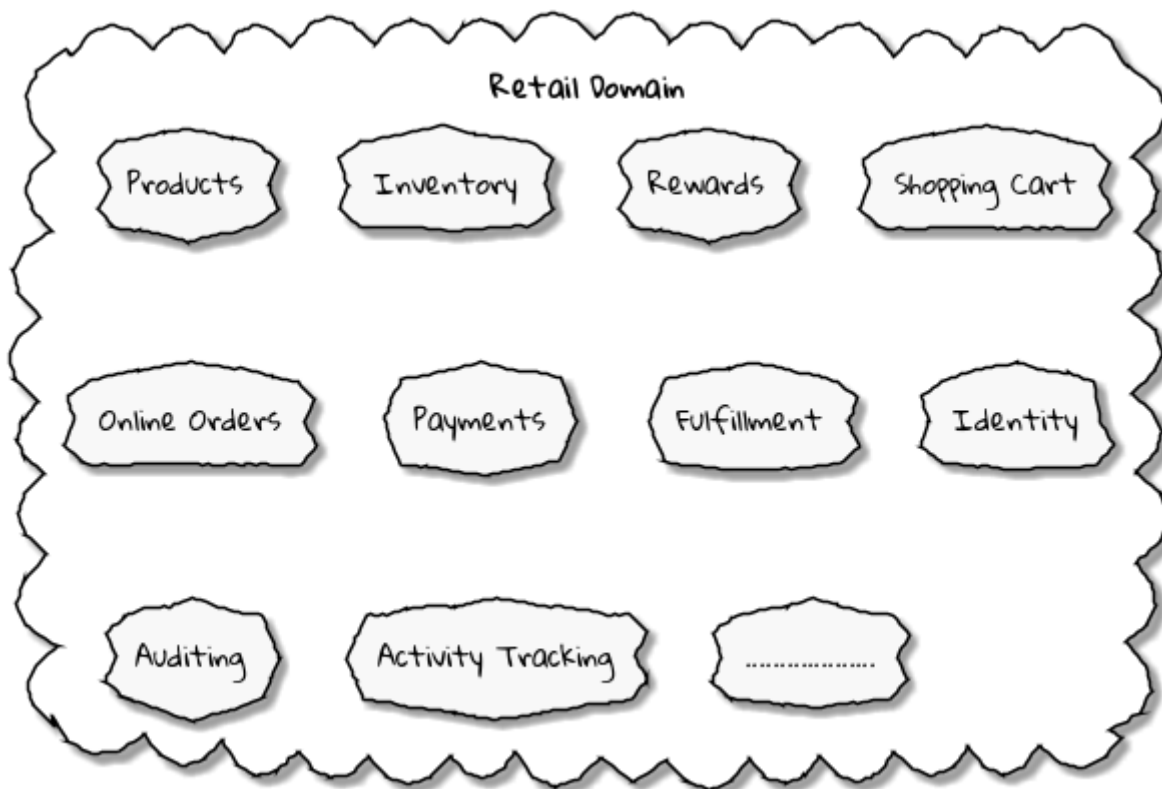 Retail Domain
Products
Inventory
Rewards
Shopping Cart
Online Orders
Payments
Fulfillment
Identity
Auditing
Activity Tracking
...................